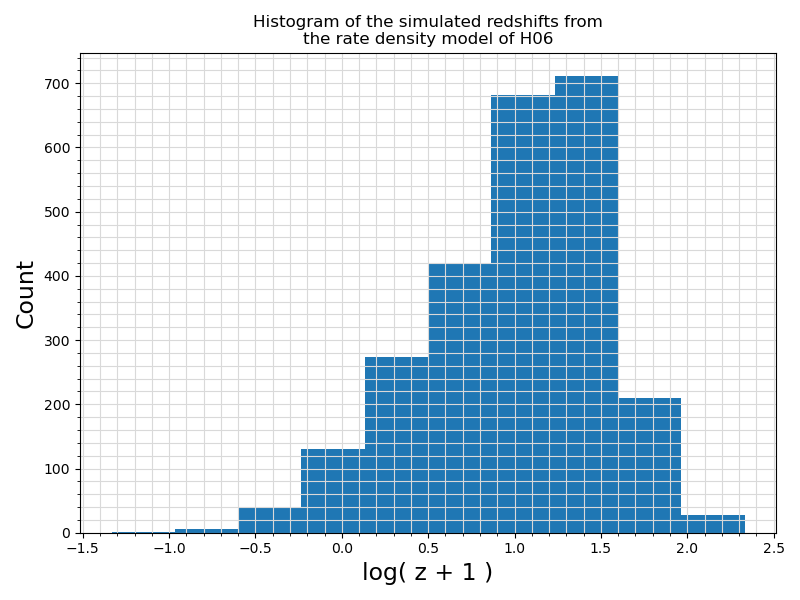 Histogram of the simulated redshifts from
the rate density model of H06
700
600
500
400
300
200
100
0
Count
−1.5 −1.0 −0.5 0.0 0.5 1.0 1.5 2.0 2.5
log( z + 1 )